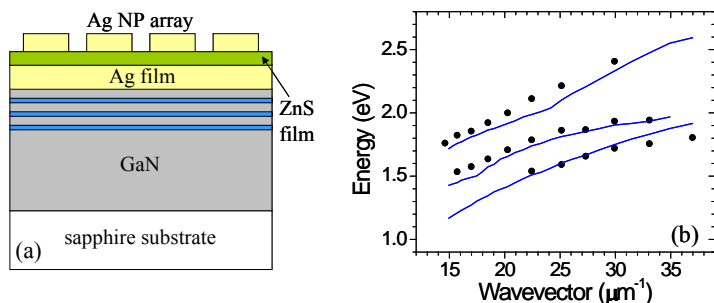 Ag NP array
Ag film
ZnS
film
GaN
sapphire substrate
(a)
2.5
2.0
1.5
1.0
Energy (eV)
15 20 25 30 35
Wavevector (μm⁻¹)
(b)